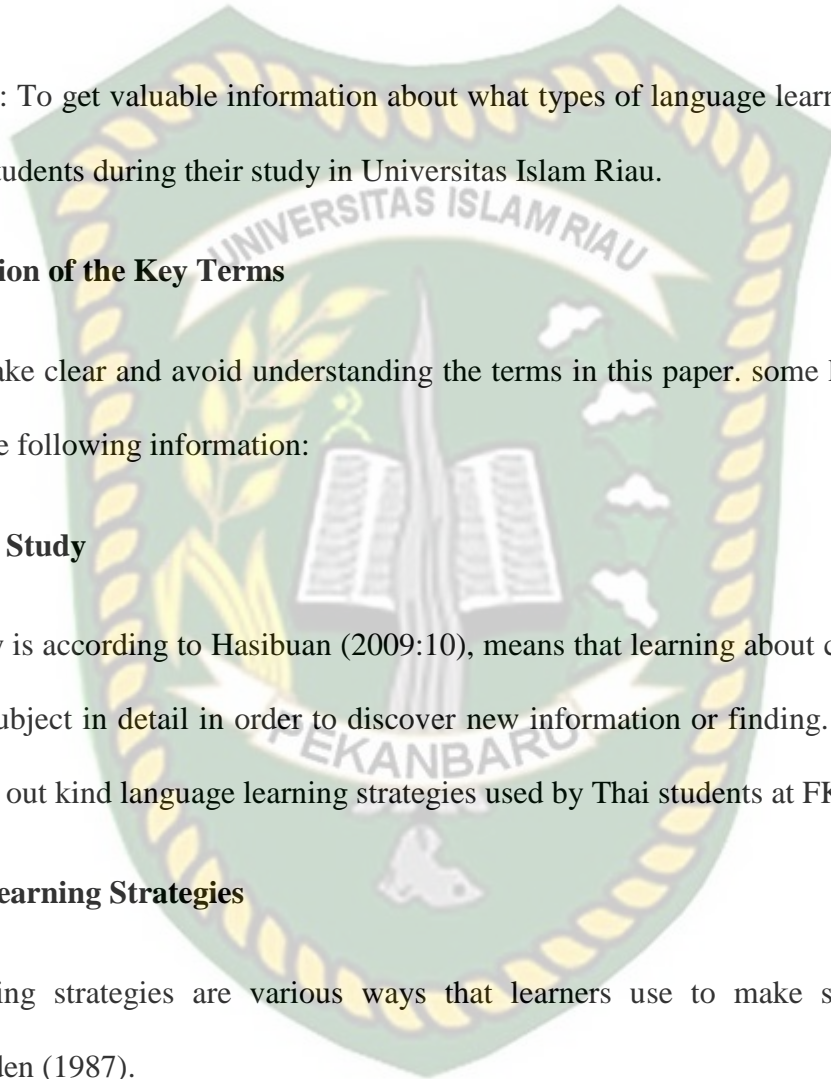 : To get valuable information about what types of language learn
tudents during their study in Universitas Islam Riau.
UNIVERSITAS ISLAM RIAU
ion of the Key Terms
ake clear and avoid understanding the terms in this paper. some
e following information:
Study
y is according to Hasibuan (2009:10), means that learning about
ubject in detail in order to discover new information or finding.
PEKANBARU
out kind language learning strategies used by Thai students at FK
earning Strategies
ing strategies are various ways that learners use to make s
den (1987).